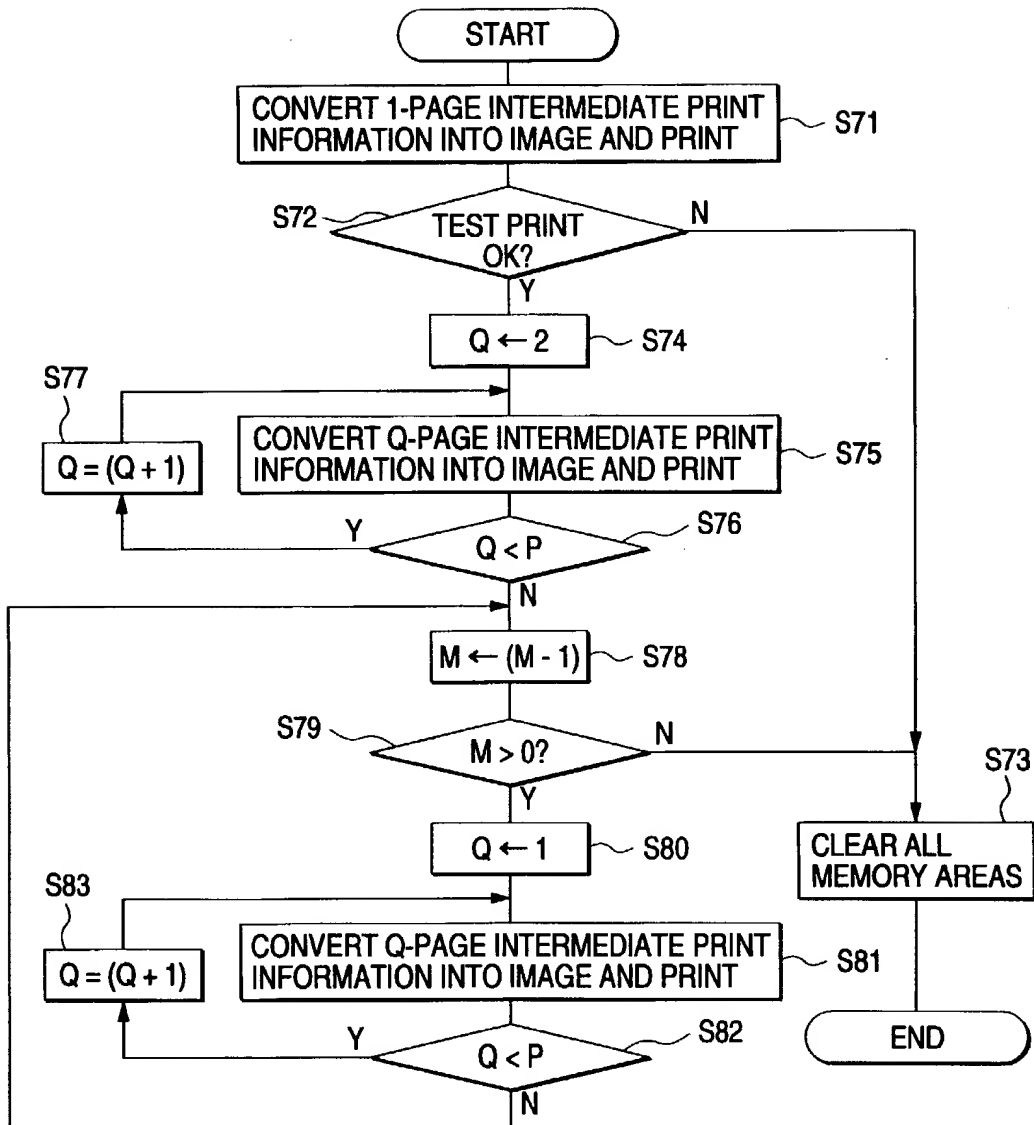 START
CONVERT 1-PAGE INTERMEDIATE PRINT
INFORMATION INTO IMAGE AND PRINT
S71
S72
TEST PRINT
OK?
N
Y
Q ← 2
S74
S77
Q = (Q + 1)
CONVERT Q-PAGE INTERMEDIATE PRINT
INFORMATION INTO IMAGE AND PRINT
S75
Y
Q < P
S76
N
M ← (M - 1)
S78
S79
M > 0?
N
Y
S73
CLEAR ALL
MEMORY AREAS
Q ← 1
S80
S83
Q = (Q + 1)
CONVERT Q-PAGE INTERMEDIATE PRINT
INFORMATION INTO IMAGE AND PRINT
S81
Y
Q < P
S82
N
END